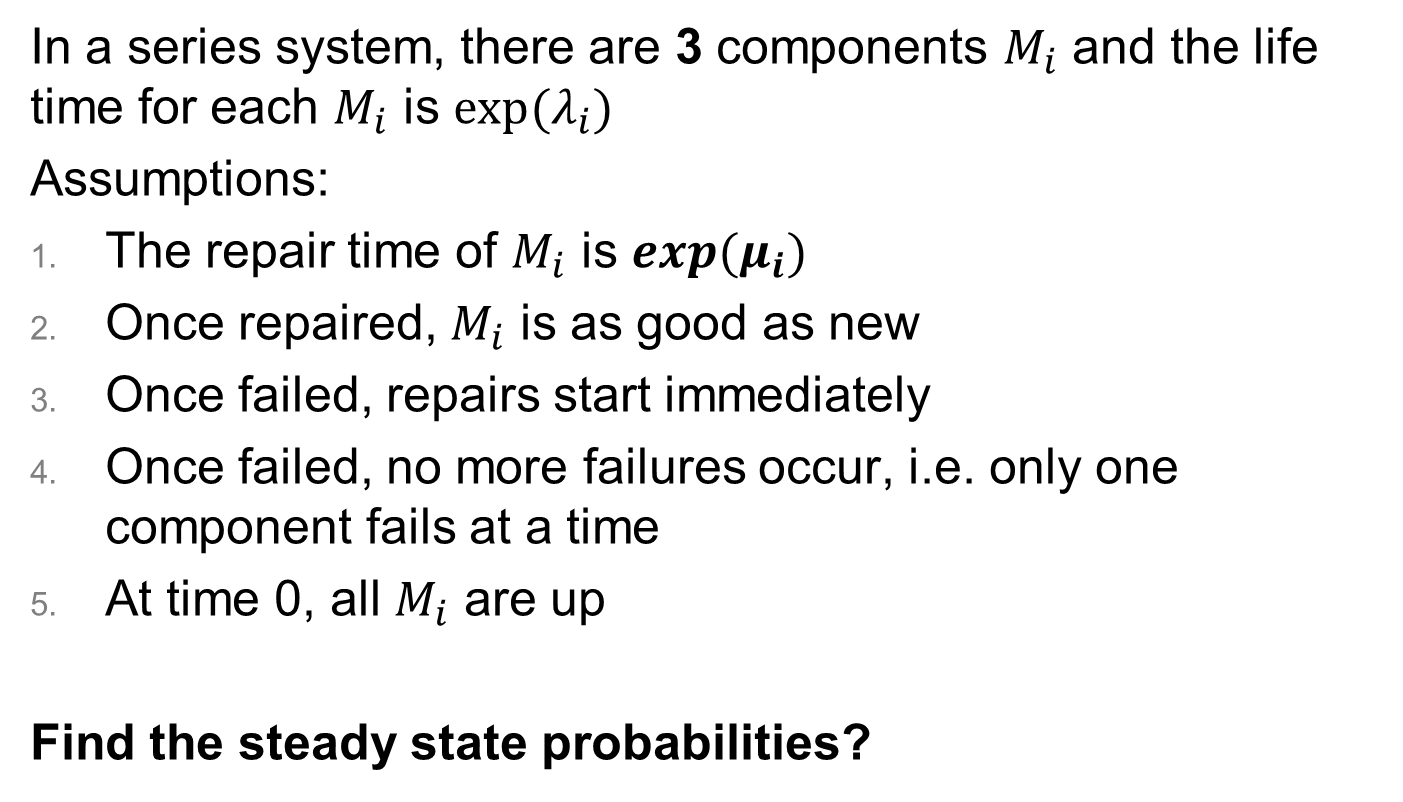 In a series system, there are 3 components Mᵢ and the life
time for each Mᵢ is exp(λᵢ)
Assumptions:
1. The repair time of Mᵢ is exp(μᵢ)
2. Once repaired, Mᵢ is as good as new
3. Once failed, repairs start immediately
4. Once failed, no more failures occur, i.e. only one
component fails at a time
5. At time 0, all Mᵢ are up
Find the steady state probabilities?